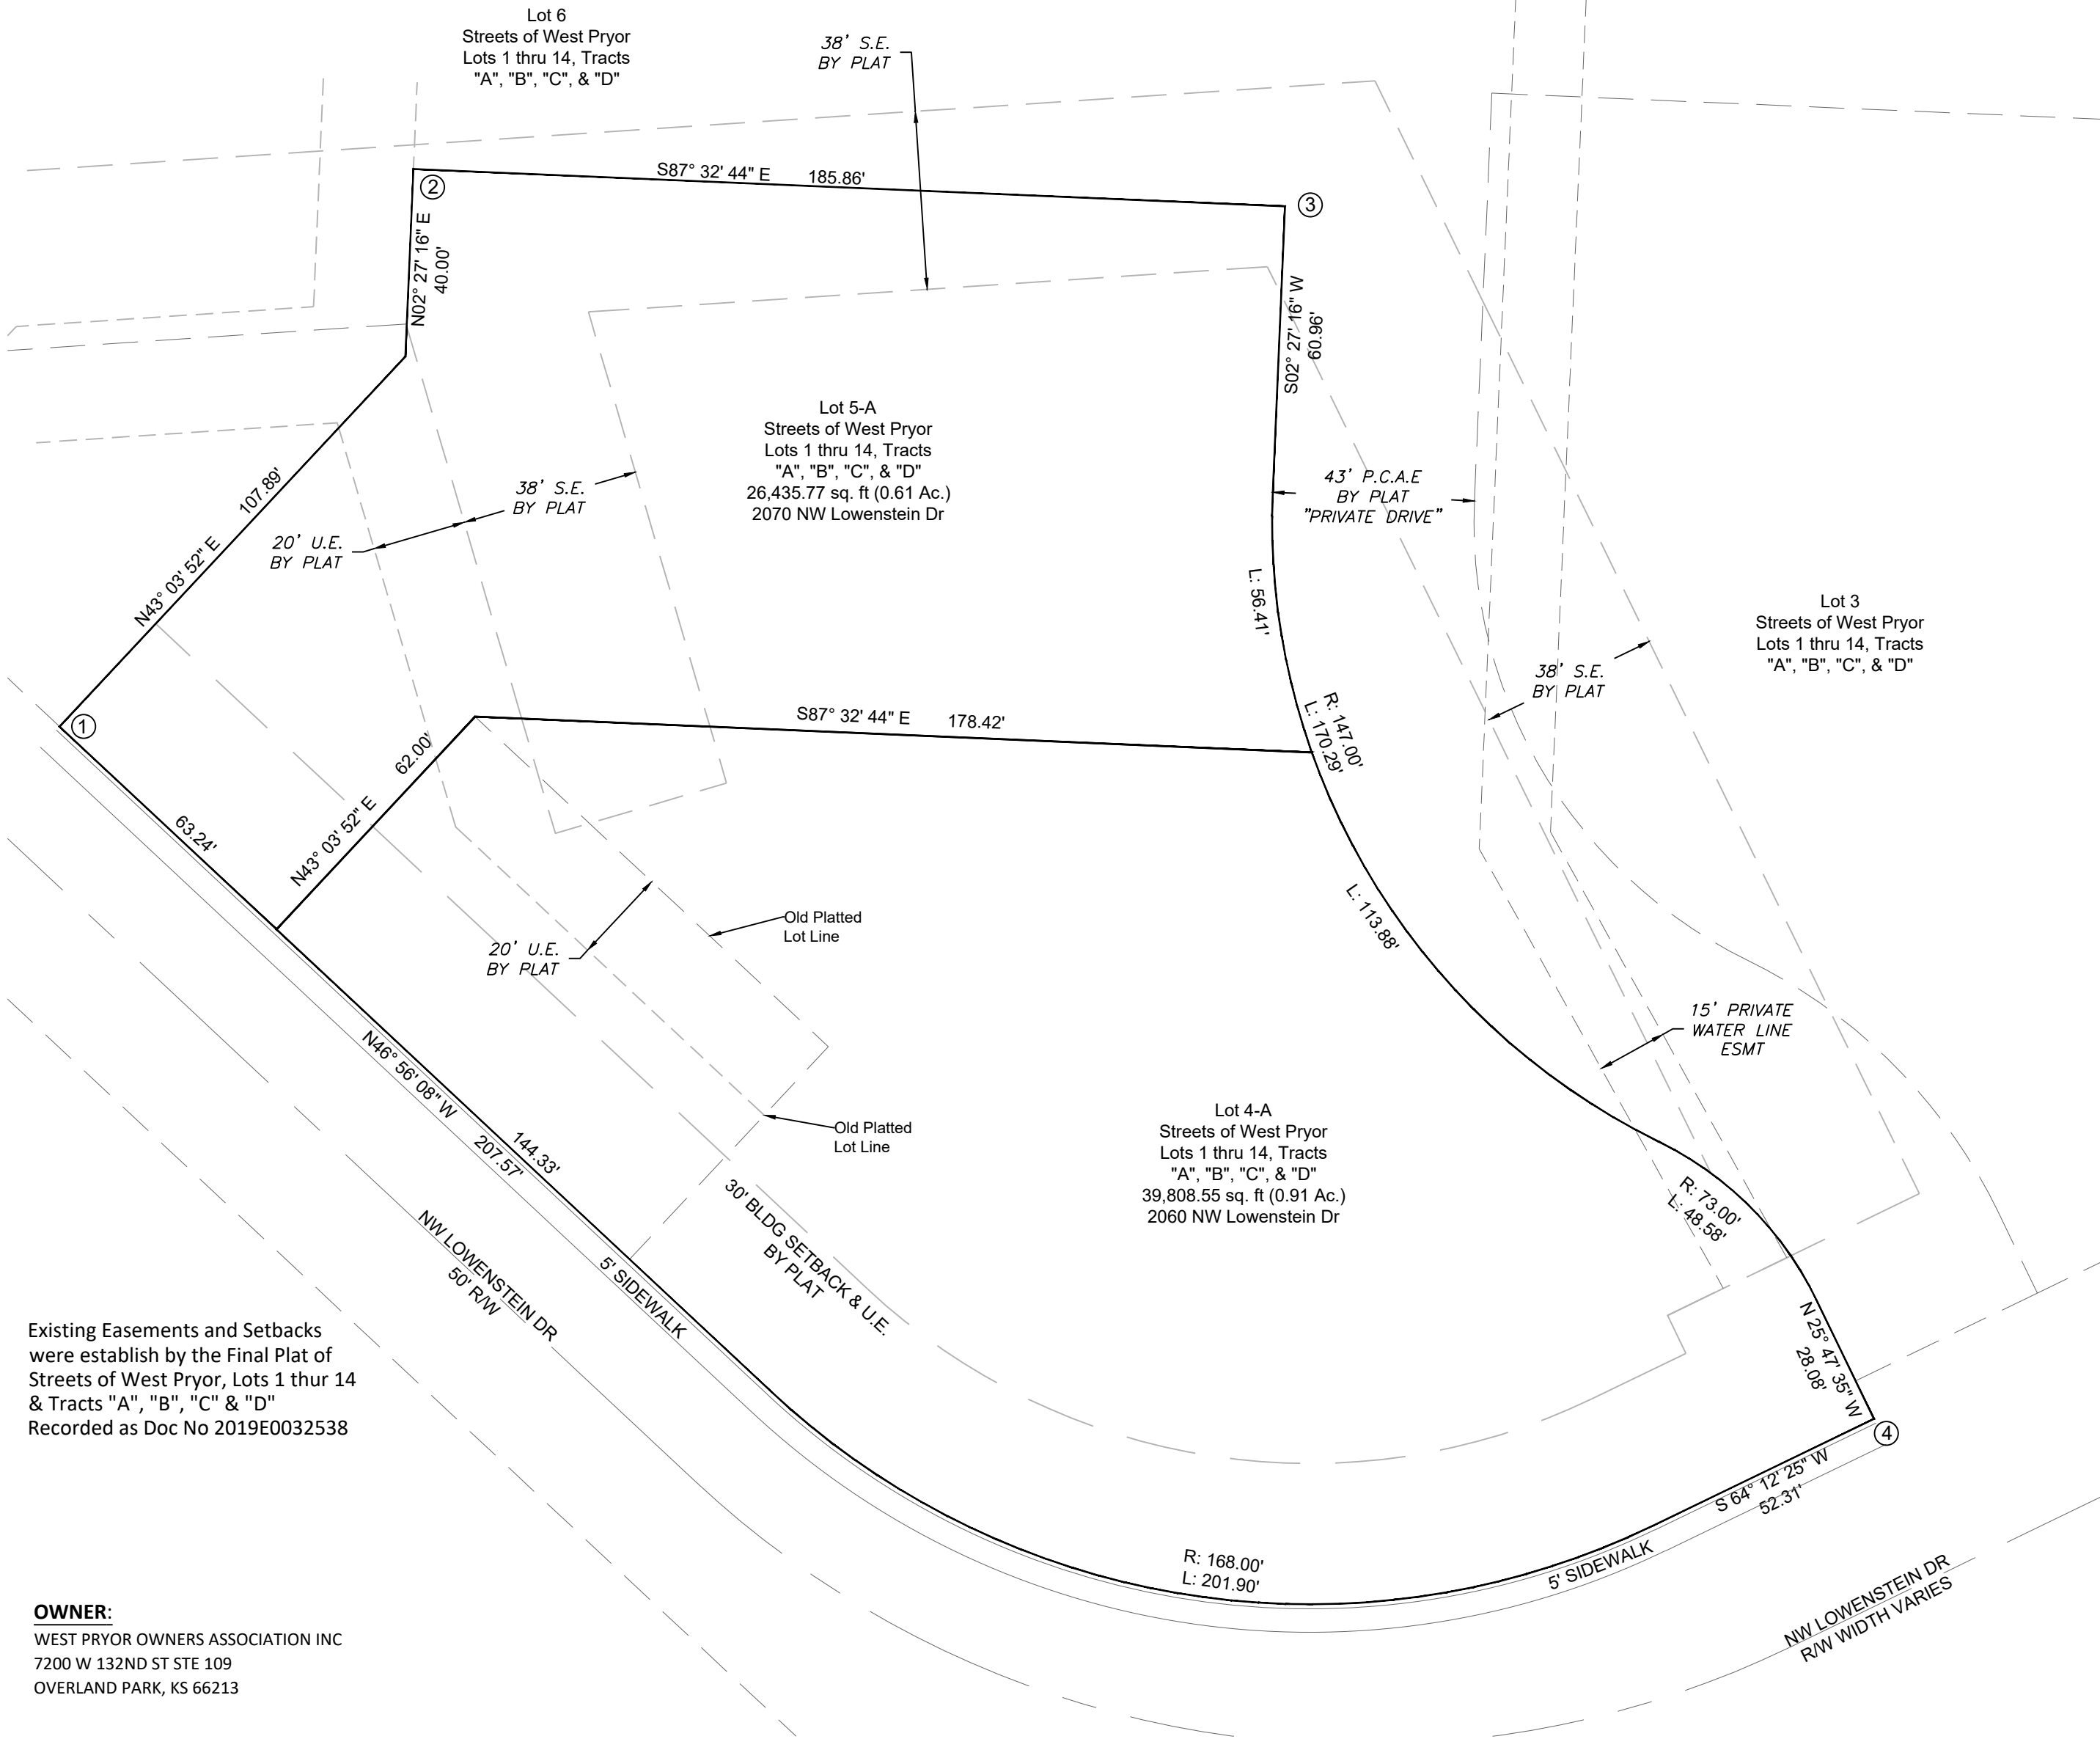 Lot 6
Streets of West Pryor
Lots 1 thru 14, Tracts
"A", "B", "C", & "D"
38' S.E.
BY PLAT
S87° 32' 44" E 185.86'
2
3
N02° 27' 16" E
40.00'
S02° 27' 16" W
60.96'
Lot 5-A
Streets of West Pryor
Lots 1 thru 14, Tracts
"A", "B", "C", & "D"
26,435.77 sq. ft (0.61 Ac.)
2070 NW Lowenstein Dr
N43° 03' 52" E 107.89'
38' S.E.
BY PLAT
20' U.E.
BY PLAT
43' P.C.A.E
BY PLAT
"PRIVATE DRIVE"
L: 56.41'
Lot 3
Streets of West Pryor
Lots 1 thru 14, Tracts
"A", "B", "C", & "D"
38' S.E.
BY PLAT
1
S87° 32' 44" E 178.42'
R: 147.00'
L: 170.29'
N43° 03' 52" E 62.00'
63.24'
L: 113.88'
Old Platted
Lot Line
20' U.E.
BY PLAT
15' PRIVATE
WATER LINE
ESMT
N46° 56' 08" W 207.57'
144.33'
Old Platted
Lot Line
Lot 4-A
Streets of West Pryor
Lots 1 thru 14, Tracts
"A", "B", "C", & "D"
39,808.55 sq. ft (0.91 Ac.)
2060 NW Lowenstein Dr
30' BLDG SETBACK & U.E.
BY PLAT
R: 73.00'
L: 48.58'
NW LOWENSTEIN DR
50' R/W
5' SIDEWALK
N 25° 47' 35" W
28.08'
4
S 64° 12' 25" W
52.31'
Existing Easements and Setbacks
were establish by the Final Plat of
Streets of West Pryor, Lots 1 thur 14
& Tracts "A", "B", "C" & "D"
Recorded as Doc No 2019E0032538
R: 168.00'
L: 201.90'
5' SIDEWALK
NW LOWENSTEIN DR
R/W WIDTH VARIES
OWNER:
WEST PRYOR OWNERS ASSOCIATION INC
7200 W 132ND ST STE 109
OVERLAND PARK, KS 66213